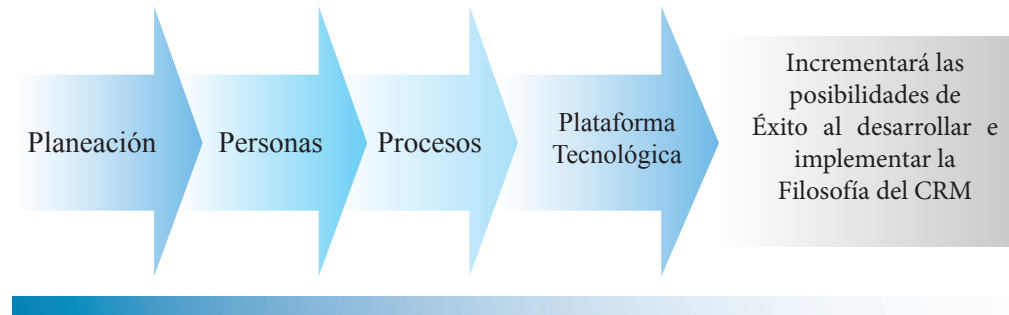 Planeación
Personas
Procesos
Plataforma
Tecnológica
Incrementará las
posibilidades de
Éxito al desarrollar e
implementar la
Filosofía del CRM